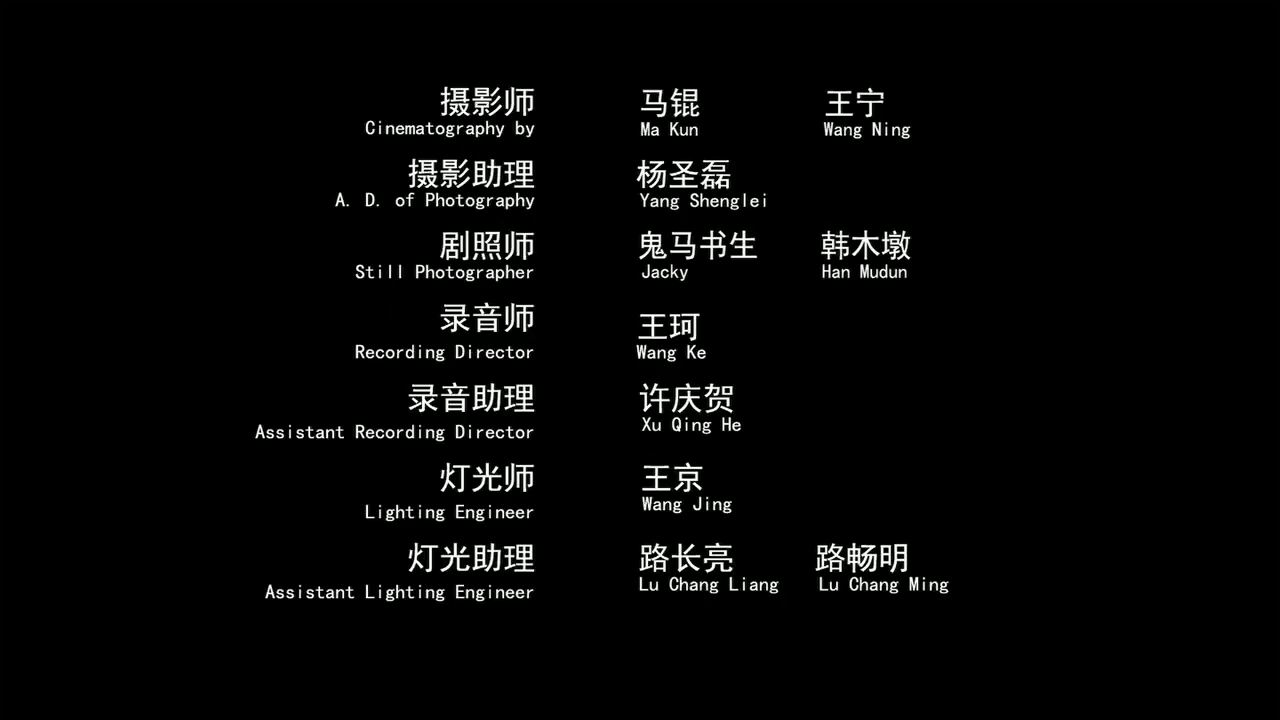 摄影师 马锟 王宁
Cinematography by Ma Kun Wang Ning
摄影助理 杨圣磊
A. D. of Photography Yang Shenglei
剧照师 鬼马书生 韩木墩
Still Photographer Jacky Han Mudun
录音师 王珂
Recording Director Wang Ke
录音助理 许庆贺
Assistant Recording Director Xu Qing He
灯光师 王京
Lighting Engineer Wang Jing
灯光助理 路长亮 路畅明
Assistant Lighting Engineer Lu Chang Liang Lu Chang Ming